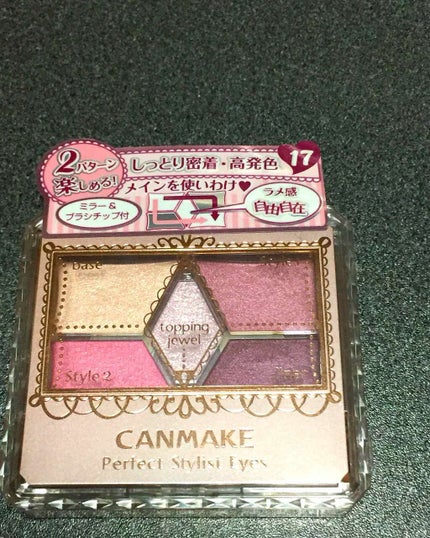 2パターン
楽しめる!
しっとり密着・高発色
17
メインを使いわけ♥
ミラー&
ブラシチップ付
ラメ感
自由自在
Base
topping
jewel
Style 2
CANMAKE
Perfect Stylist Eyes